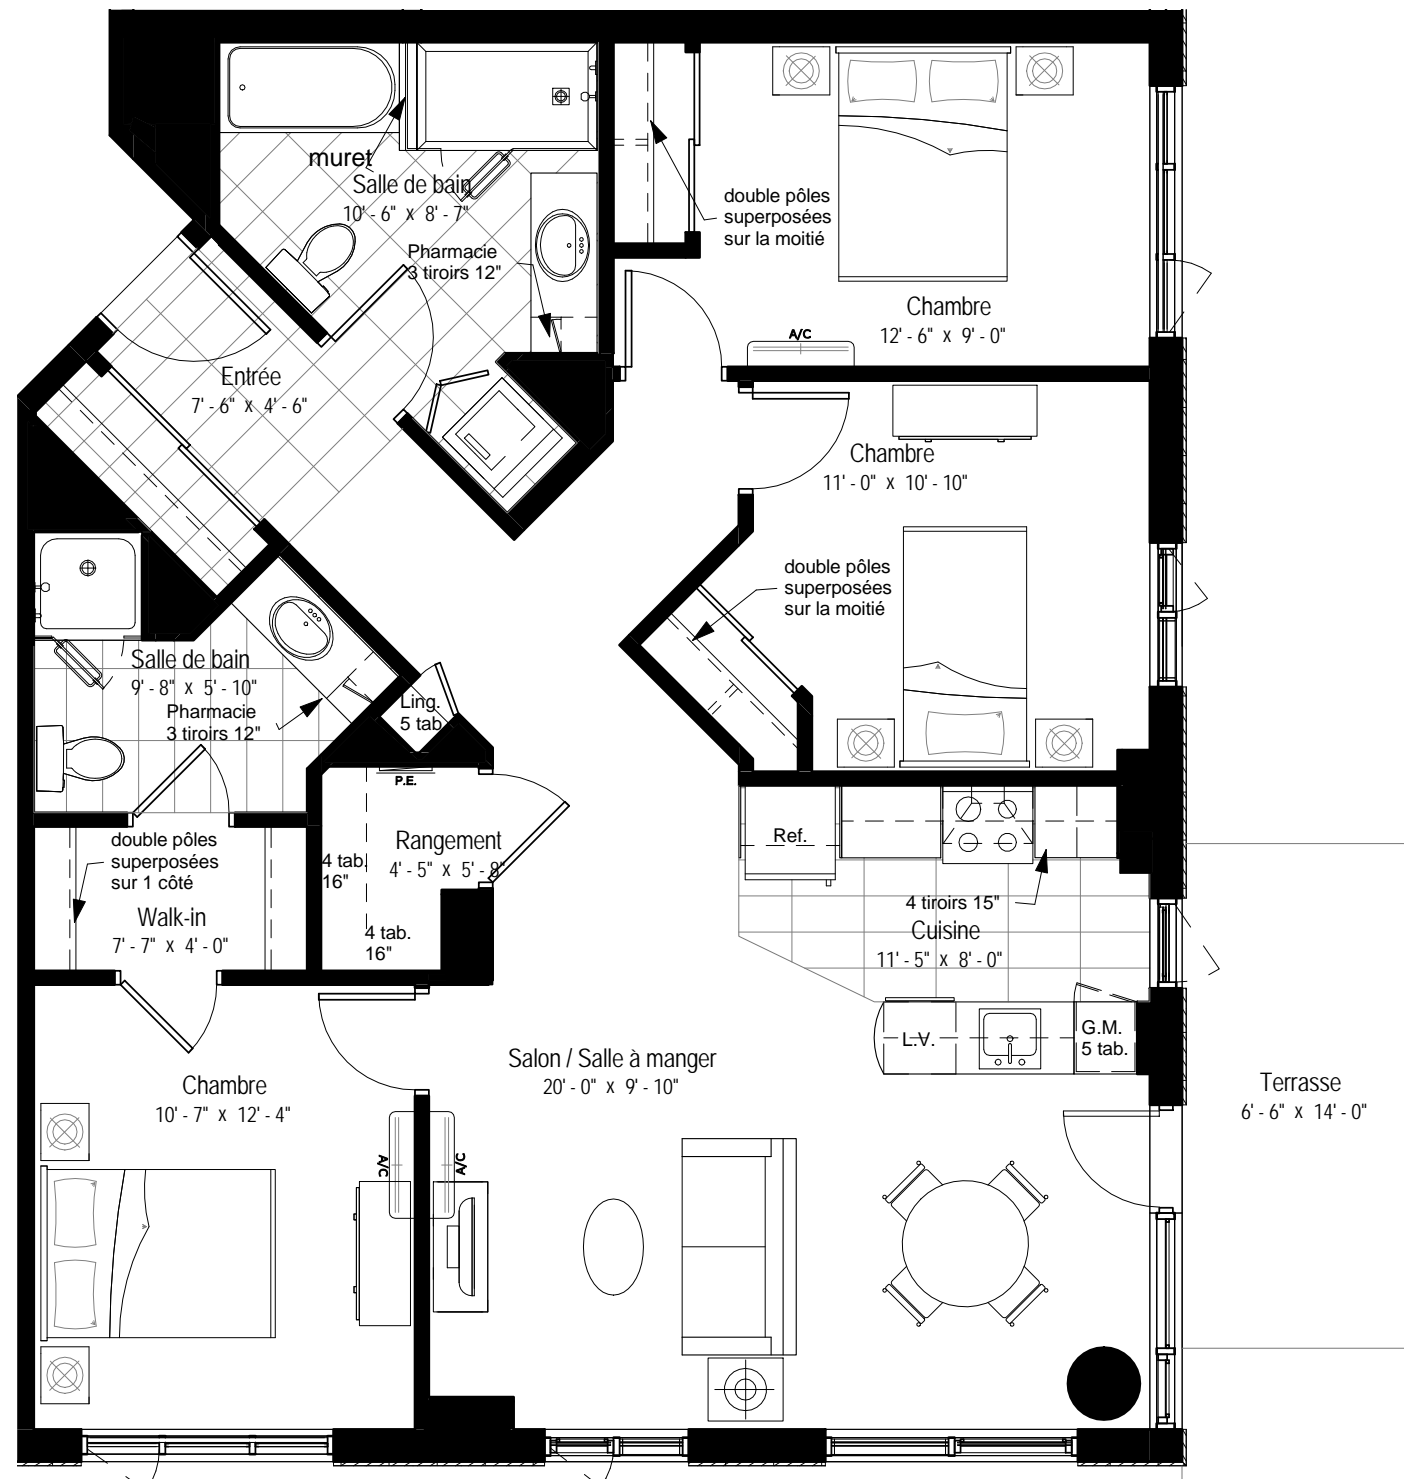 muret
Salle de bain
10' - 6" x 8' - 7"
Pharmacie
3 tiroirs 12"
double pôles
superposées
sur la moitié
Chambre
12' - 6" x 9' - 0"
A/C
Entrée
7' - 6" x 4' - 6"
Chambre
11' - 0" x 10' - 10"
double pôles
superposées
sur la moitié
Salle de bain
9' - 8" x 5' - 10"
Pharmacie
3 tiroirs 12"
Ling.
5 tab.
P.E.
Rangement
4' - 5" x 5' - 8"
4 tab.
16"
4 tab.
16"
double pôles
superposées
sur 1 côté
Walk-in
7' - 7" x 4' - 0"
Ref.
4 tiroirs 15"
Cuisine
11' - 5" x 8' - 0"
L.V.
G.M.
5 tab.
Salon / Salle à manger
20' - 0" x 9' - 10"
Terrasse
6' - 6" x 14' - 0"
Chambre
10' - 7" x 12' - 4"
A/C
A/C